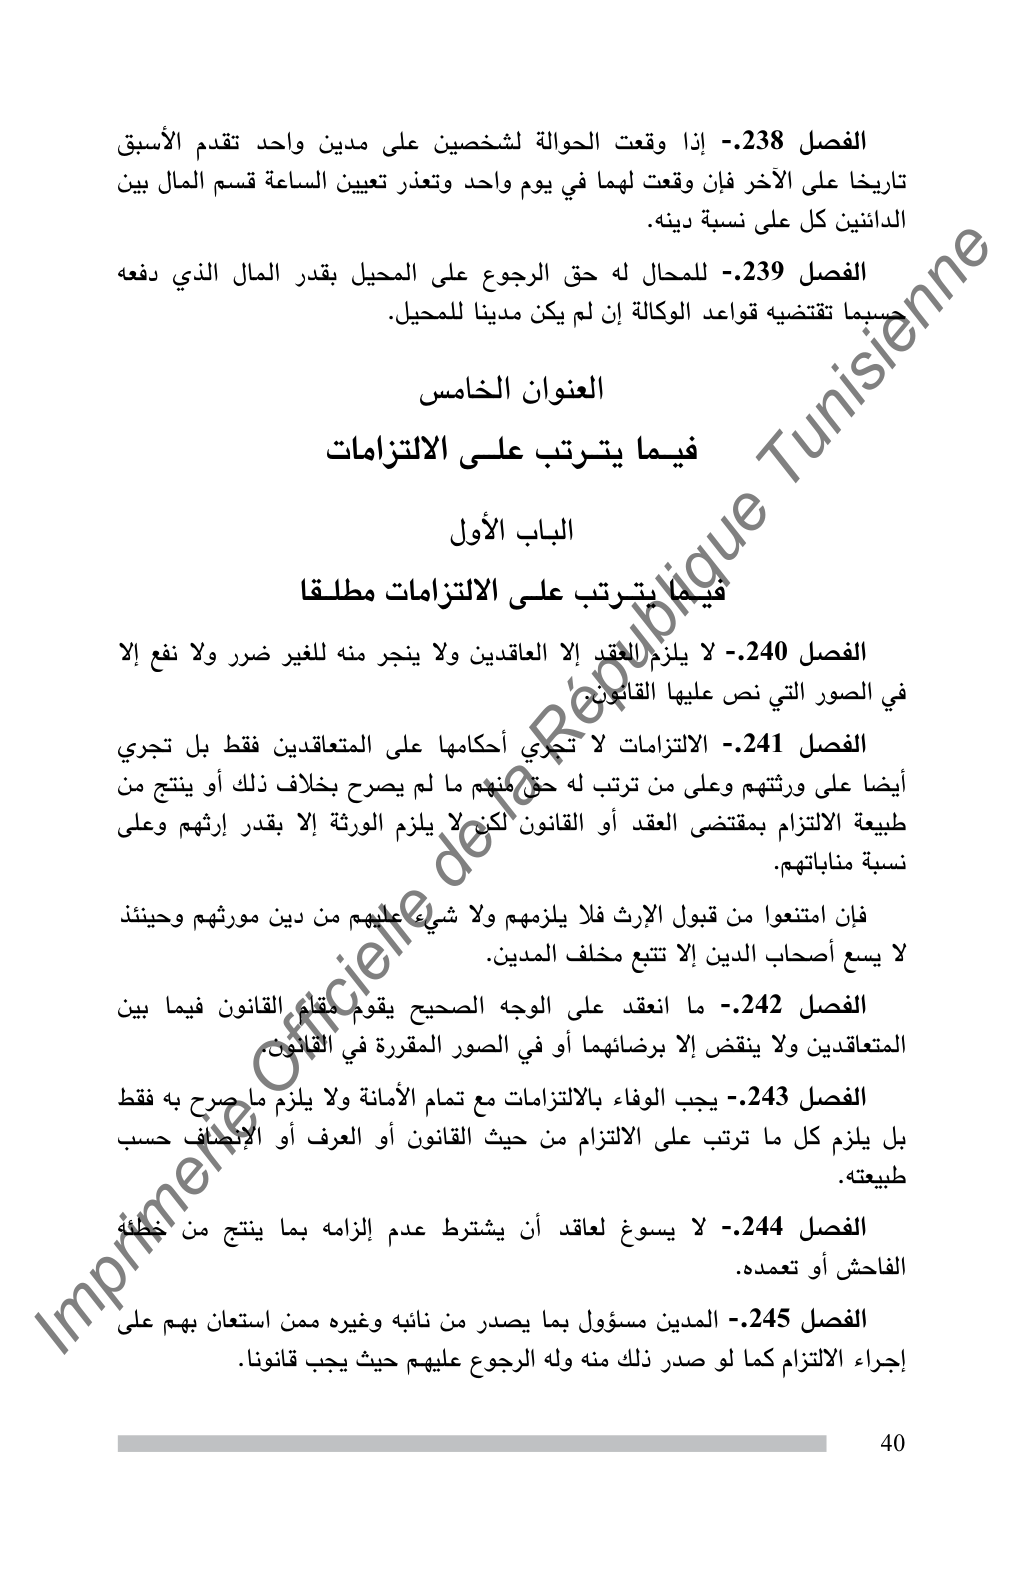 الفصل 238.- إذا وقعت الحوالة لشخصين على مدين واحد تقدم الأسبق
تاريخا على الآخر فإن وقعت لهما في يوم واحد وتعذر تعيين الساعة قسم المال بين
الدائنين كل على نسبة دينه.
الفصل 239.- للمحال له حق الرجوع على المحيل بقدر المال الذي دفعه
حسبما تقتضيه قواعد الوكالة إن لم يكن مدينا للمحيل.
العنوان الخامس
فيــما يتــرتب علــى الالتزامات
الباب الأول
فيــما يتــرتب علــى الالتزامات مطلــقا
الفصل 240.- لا يلزم العقد إلا العاقدين ولا ينجر منه للغير ضرر ولا نفع إلا
في الصور التي نص عليها القانون.
الفصل 241.- الالتزامات لا تجري أحكامها على المتعاقدين فقط بل تجري
أيضا على ورثتهم وعلى من ترتب له حق منهم ما لم يصرح بخلاف ذلك أو ينتج من
طبيعة الالتزام بمقتضى العقد أو القانون لكن لا يلزم الورثة إلا بقدر إرثهم وعلى
نسبة مناباتهم.
فإن امتنعوا من قبول الإرث فلا يلزمهم ولا شيء عليهم من دين مورثهم وحينئذ
لا يسع أصحاب الدين إلا تتبع مخلف المدين.
الفصل 242.- ما انعقد على الوجه الصحيح يقوم مقام القانون فيما بين
المتعاقدين ولا ينقض إلا برضائهما أو في الصور المقررة في القانون.
الفصل 243.- يجب الوفاء بالالتزامات مع تمام الأمانة ولا يلزم ما صرح به فقط
بل يلزم كل ما ترتب على الالتزام من حيث القانون أو العرف أو الإنصاف حسب
طبيعته.
الفصل 244.- لا يسوغ لعاقد أن يشترط عدم إلزامه بما ينتج من خطئه
الفاحش أو تعمده.
الفصل 245.- المدين مسؤول بما يصدر من نائبه وغيره ممن استعان بهم على
إجراء الالتزام كما لو صدر ذلك منه وله الرجوع عليهم حيث يجب قانونا.
40
Imprimerie Officielle de la République Tunisienne